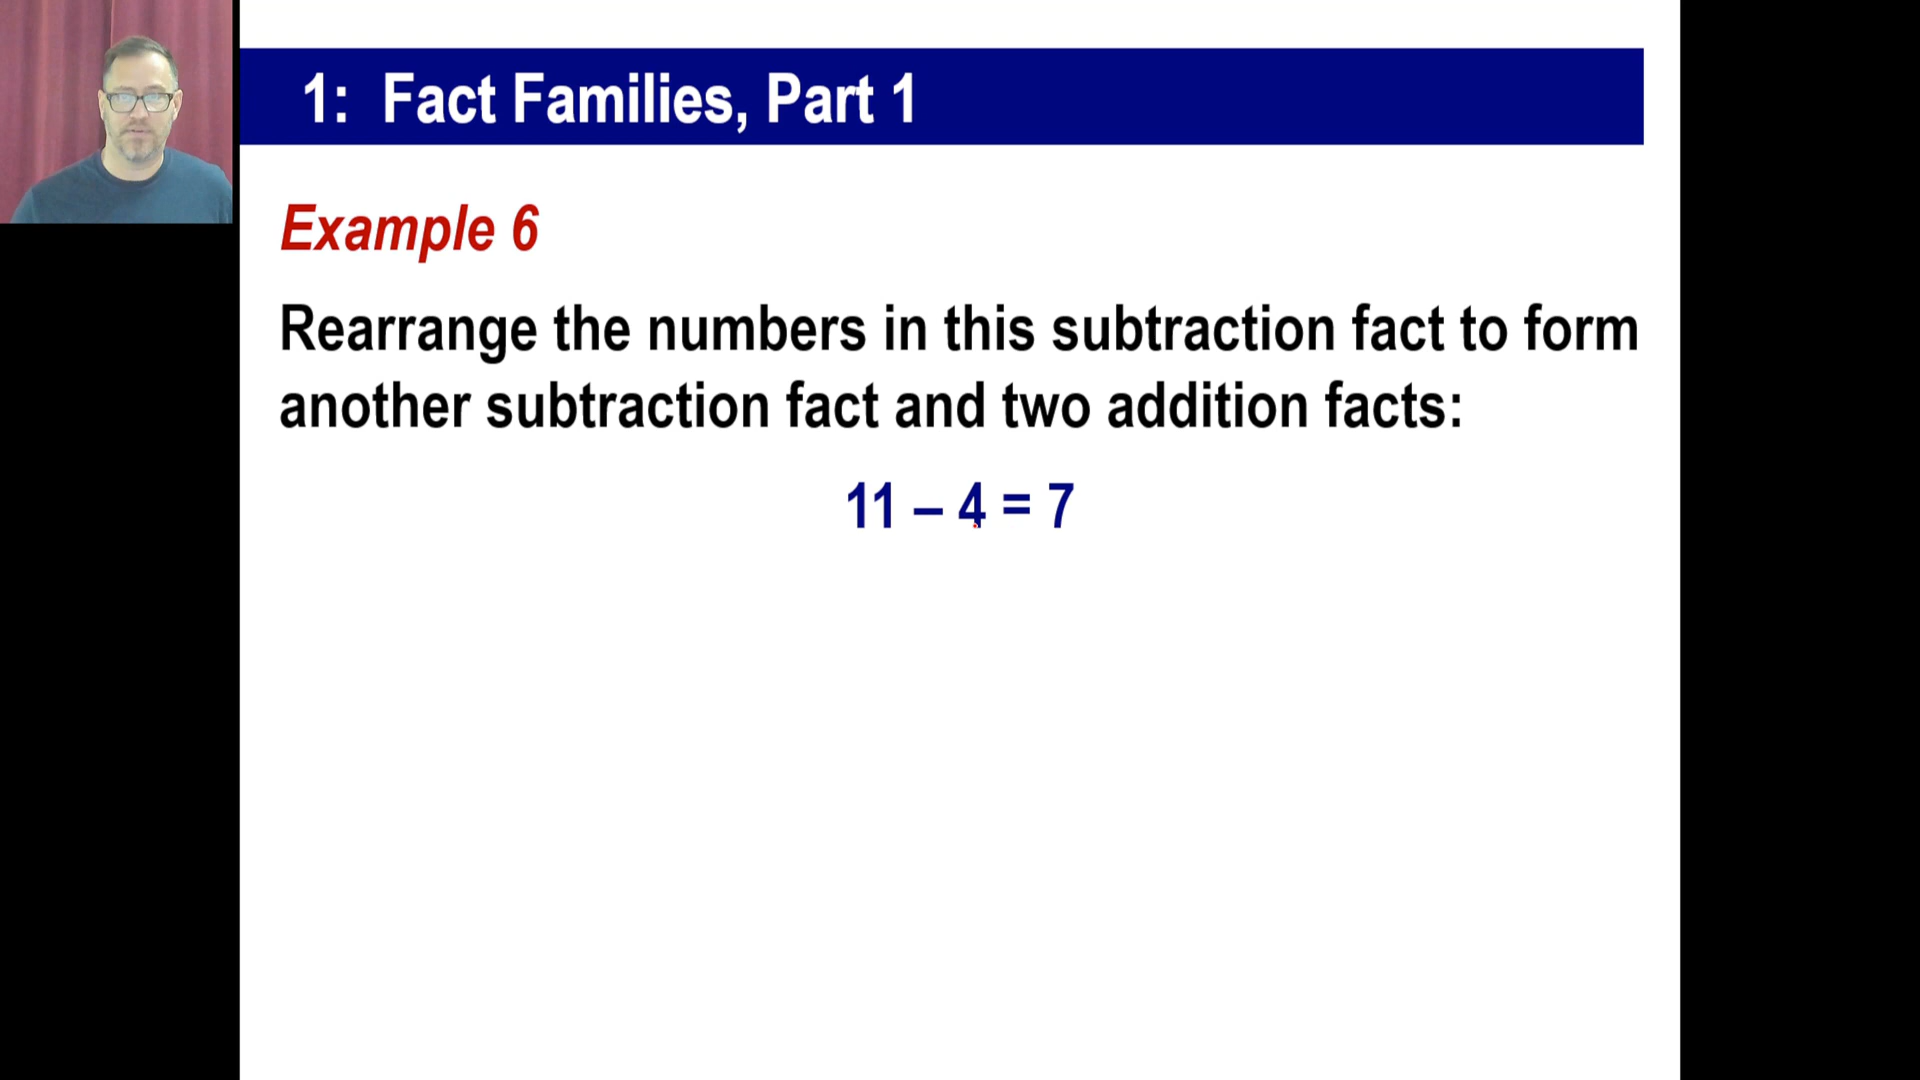 1: Fact Families, Part 1
Example 6
Rearrange the numbers in this subtraction fact to form
another subtraction fact and two addition facts:
11 – 4 = 7